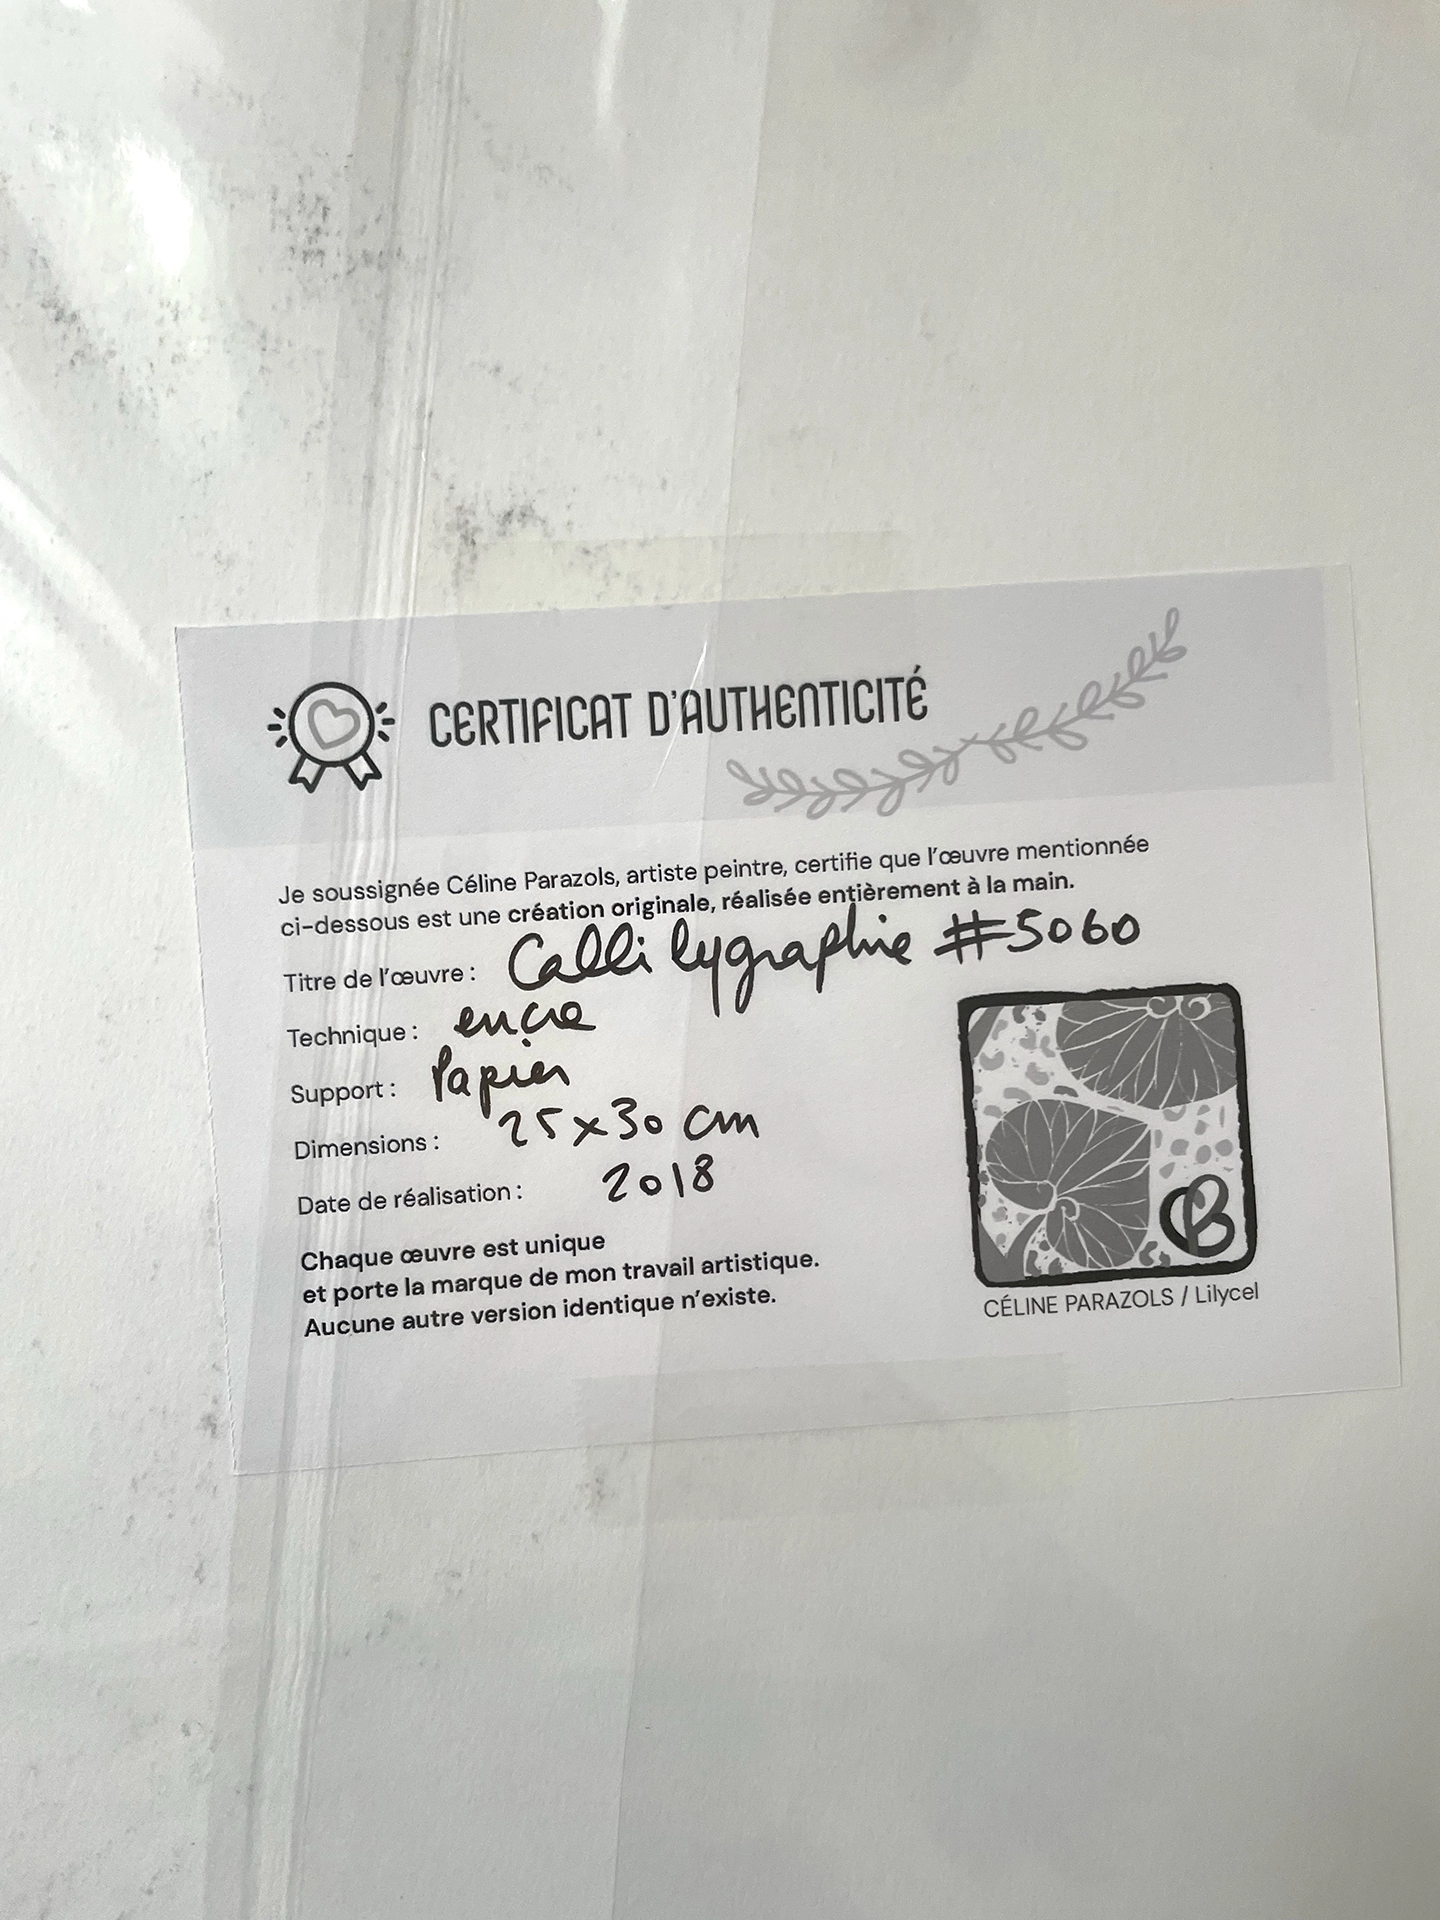 CERTIFICAT D'AUTHENTICITÉ
Je soussignée Céline Parazols, artiste peintre, certifie que l'œuvre mentionnée
ci-dessous est une création originale, réalisée entièrement à la main.
Titre de l'œuvre : Callilygraphie #5060
Technique : encre
Support : Papier
Dimensions : 25x30 cm
Date de réalisation : 2018
Chaque œuvre est unique
et porte la marque de mon travail artistique.
Aucune autre version identique n'existe.
CÉLINE PARAZOLS / Lilycel